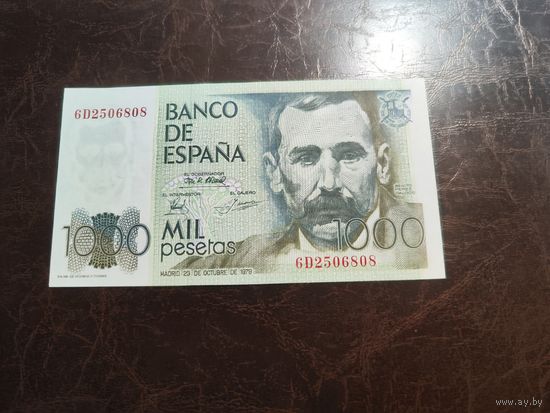 6D2506808
BANCO
DE
ESPAÑA
EL GOBERNADOR
EL INTERVENTOR
EL CAJERO
1000
MIL
pesetas
1000
6D2506808
MADRID 23 DE OCTUBRE DE 1979
www.ay.by